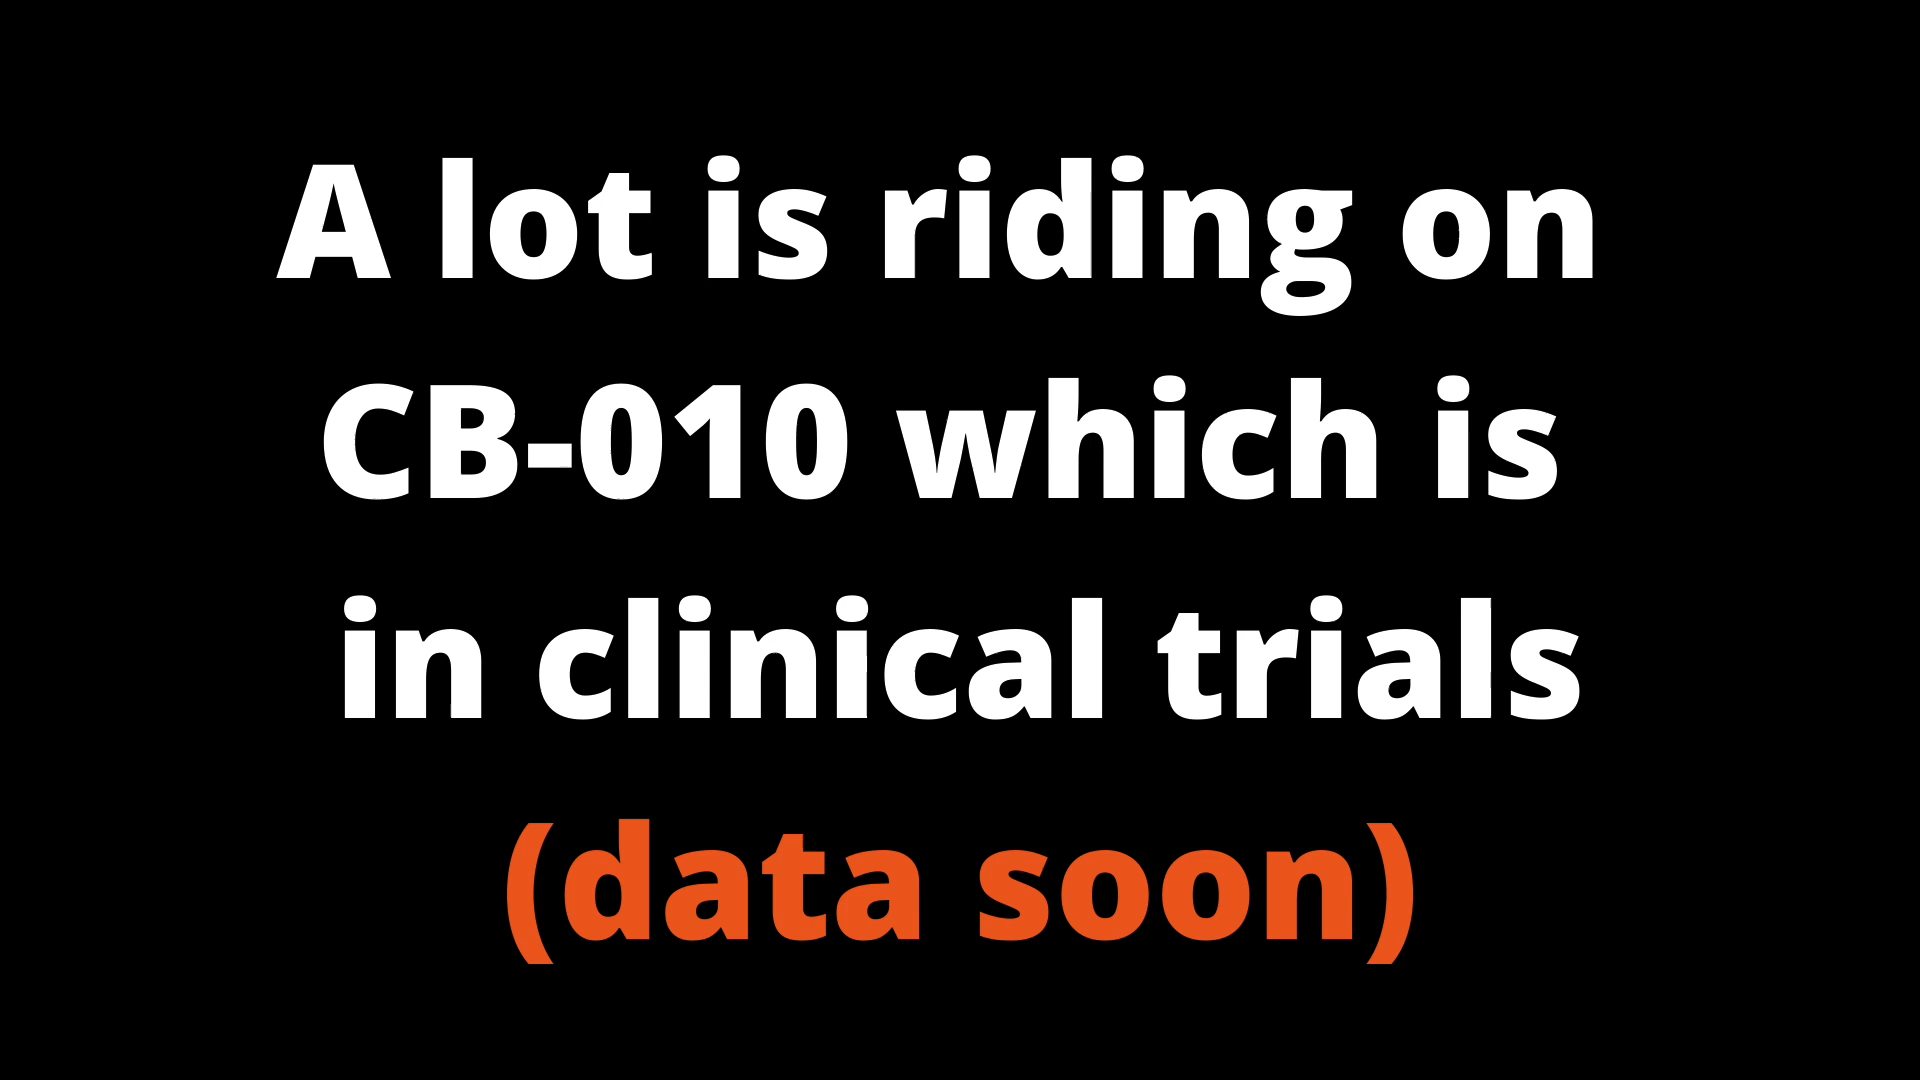 A lot is riding on
CB-010 which is
in clinical trials
(data soon)